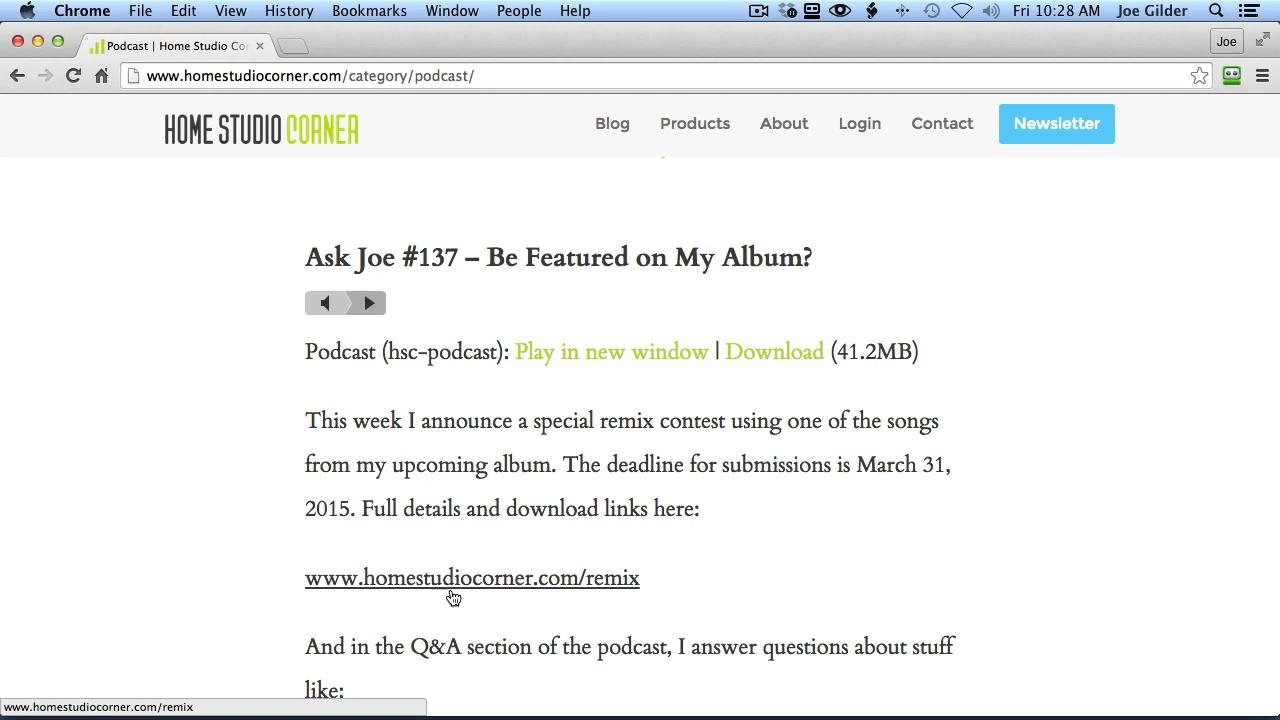 Chrome File Edit View History Bookmarks Window People Help Fri 10:28 AM Joe Gilder
Podcast | Home Studio Co
Joe
www.homestudiocorner.com/category/podcast/
HOME STUDIO CORNER
Blog Products About Login Contact Newsletter
Ask Joe #137 – Be Featured on My Album?
Podcast (hsc-podcast): Play in new window | Download (41.2MB)
This week I announce a special remix contest using one of the songs
from my upcoming album. The deadline for submissions is March 31,
2015. Full details and download links here:
www.homestudiocorner.com/remix
And in the Q&A section of the podcast, I answer questions about stuff
like:
www.homestudiocorner.com/remix